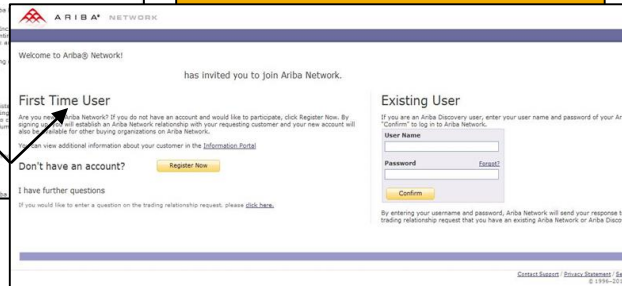 ARIBA® NETWORK
Welcome to Ariba® Network!
has invited you to join Ariba Network.
First Time User
Are you new Ariba Network? If you do not have an account and would like to participate, click Register Now. By
signing up, you will establish an Ariba Network relationship with your requesting customer and your new account will
also be available for other buying organizations on Ariba Network.
You can view additional information about your customer in the Information Portal
Don't have an account?
Register Now
I have further questions
If you would like to enter a question on the trading relationship request, please click here.
Existing User
If you are an Ariba Discovery user, enter your user name and password of your Ar
"Confirm" to log in to Ariba Network.
User Name
Password Forgot?
Confirm
By entering your username and password, Ariba Network will send your response t
trading relationship request that you have an existing Ariba Network or Ariba Disco
Contact Support / Privacy Statement / Se
© 1996-201